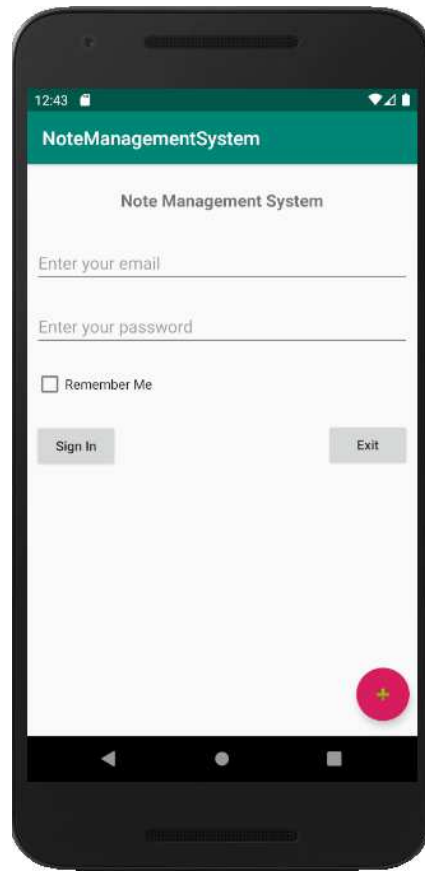 12:43
NoteManagementSystem
Note Management System
Enter your email
Enter your password
Remember Me
Sign In
Exit
+